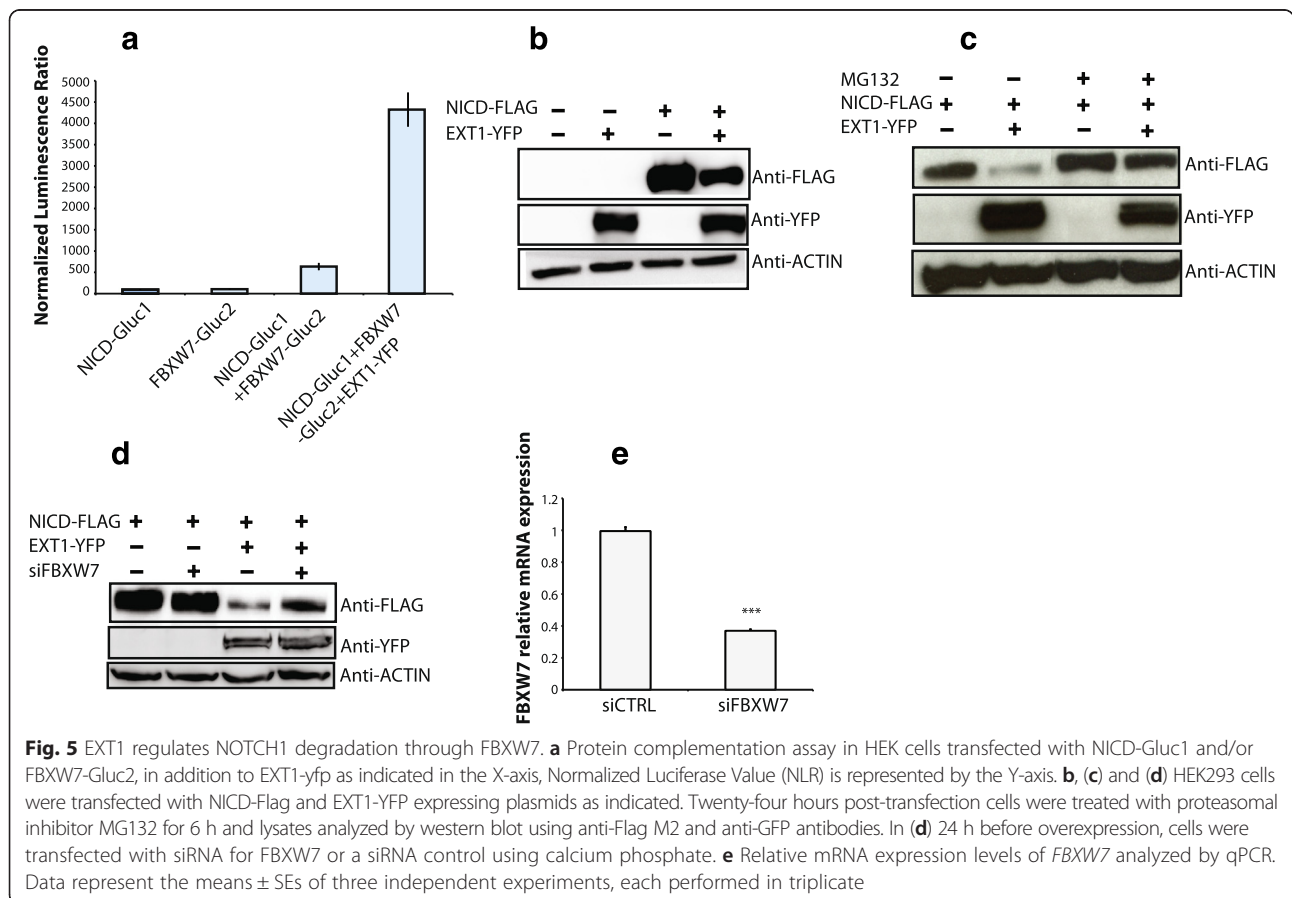 a
Normalized Luminescence Ratio
5000
4500
4000
3500
3000
2500
2000
1500
1000
500
0
NICD-Gluc1
FBXW7-Gluc2
NICD-Gluc1
+FBXW7-Gluc2
NICD-Gluc1+FBXW7
-Gluc2+EXT1-YFP
b
NICD-FLAG − − + +
EXT1-YFP − + − +
Anti-FLAG
Anti-YFP
Anti-ACTIN
c
MG132 − − + +
NICD-FLAG + + + +
EXT1-YFP − + − +
Anti-FLAG
Anti-YFP
Anti-ACTIN
d
NICD-FLAG + + + +
EXT1-YFP − − + +
siFBXW7 − + − +
Anti-FLAG
Anti-YFP
Anti-ACTIN
e
FBXW7 relative mRNA expression
1.2
1
0.8
0.6
0.4
0.2
0
***
siCTRL siFBXW7
Fig. 5 EXT1 regulates NOTCH1 degradation through FBXW7. a Protein complementation assay in HEK cells transfected with NICD-Gluc1 and/or
FBXW7-Gluc2, in addition to EXT1-yfp as indicated in the X-axis, Normalized Luciferase Value (NLR) is represented by the Y-axis. b, (c) and (d) HEK293 cells
were transfected with NICD-Flag and EXT1-YFP expressing plasmids as indicated. Twenty-four hours post-transfection cells were treated with proteasomal
inhibitor MG132 for 6 h and lysates analyzed by western blot using anti-Flag M2 and anti-GFP antibodies. In (d) 24 h before overexpression, cells were
transfected with siRNA for FBXW7 or a siRNA control using calcium phosphate. e Relative mRNA expression levels of FBXW7 analyzed by qPCR.
Data represent the means ± SEs of three independent experiments, each performed in triplicate